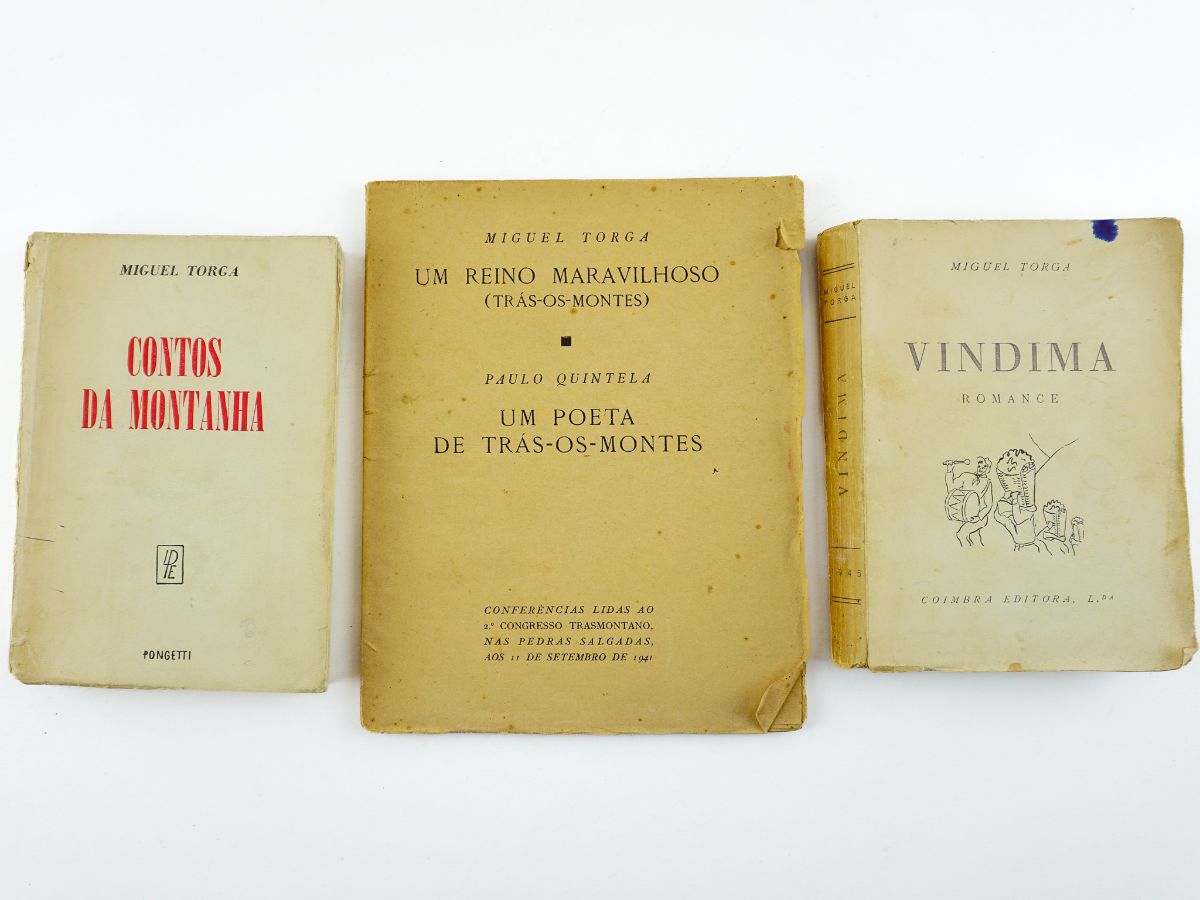 MIGUEL TORGA
CONTOS
DA MONTANHA
IDTE
PONGETTI
MIGUEL TORGA
UM REINO MARAVILHOSO
(TRÁS-OS-MONTES)
PAULO QUINTELA
UM POETA
DE TRÁS-OS-MONTES
CONFERÊNCIAS LIDAS AO
2.º CONGRESSO TRASMONTANO,
NAS PEDRAS SALGADAS,
AOS 11 DE SETEMBRO DE 1941
MIGUEL
TORGA
VINDIMA
1945
MIGUEL TORGA
VINDIMA
ROMANCE
COIMBRA EDITORA, L.DA